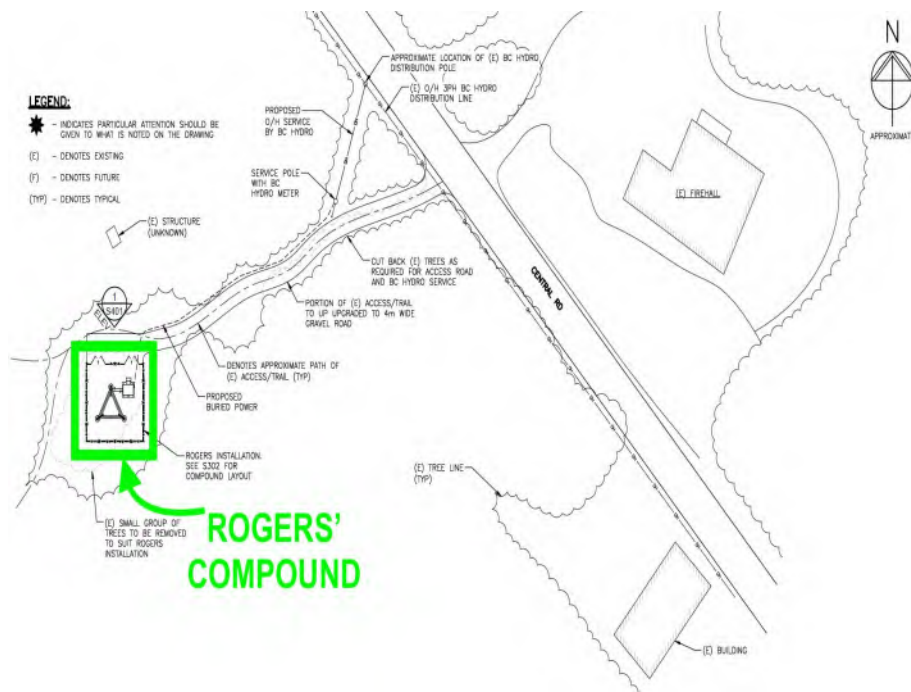 LEGEND:
- INDICATES PARTICULAR ATTENTION SHOULD BE
GIVEN TO WHAT IS NOTED ON THE DRAWING
(E) - DENOTES EXISTING
(F) - DENOTES FUTURE
(TYP) - DENOTES TYPICAL
(E) STRUCTURE
(UNKNOWN)
APPROXIMATE LOCATION OF (E) BC HYDRO
DISTRIBUTION POLE
(E) O/H 3PH BC HYDRO
DISTRIBUTION LINE
PROPOSED
O/H SERVICE
BY BC HYDRO
SERVICE POLE
WITH BC
HYDRO METER
N
APPROXIMAT
(E) FIREHALL
CENTRAL RD
CUT BACK (E) TREES AS
REQUIRED FOR ACCESS ROAD
AND BC HYDRO SERVICE
PORTION OF (E) ACCESS/TRAIL
TO UP UPGRADED TO 4m WIDE
GRAVEL ROAD
1
S401
ELEV
DENOTES APPROXIMATE PATH OF
(E) ACCESS/TRAIL (TYP)
PROPOSED
BURIED POWER
ROGERS INSTALLATION.
SEE S302 FOR
COMPOUND LAYOUT
(E) SMALL GROUP OF
TREES TO BE REMOVED
TO SUIT ROGERS
INSTALLATION
ROGERS'
COMPOUND
(E) TREE LINE
(TYP)
(E) BUILDING